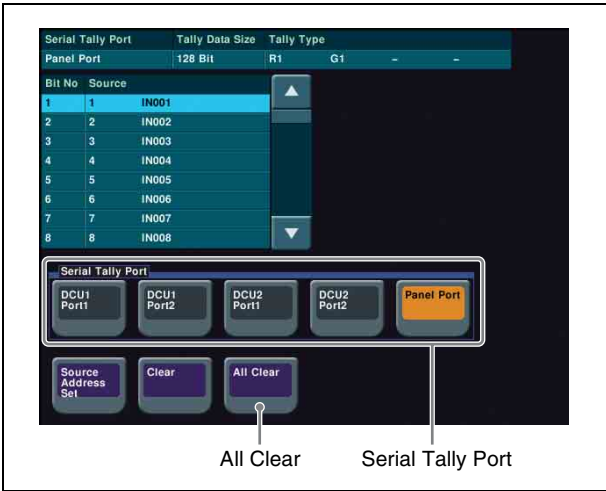 Serial Tally Port Tally Data Size Tally Type
Panel Port 128 Bit R1 G1 – –
Bit No Source
1 1 IN001
2 2 IN002
3 3 IN003
4 4 IN004
5 5 IN005
6 6 IN006
7 7 IN007
8 8 IN008
Serial Tally Port
DCU1 Port1
DCU1 Port2
DCU2 Port1
DCU2 Port2
Panel Port
Source Address Set
Clear
All Clear
All Clear Serial Tally Port